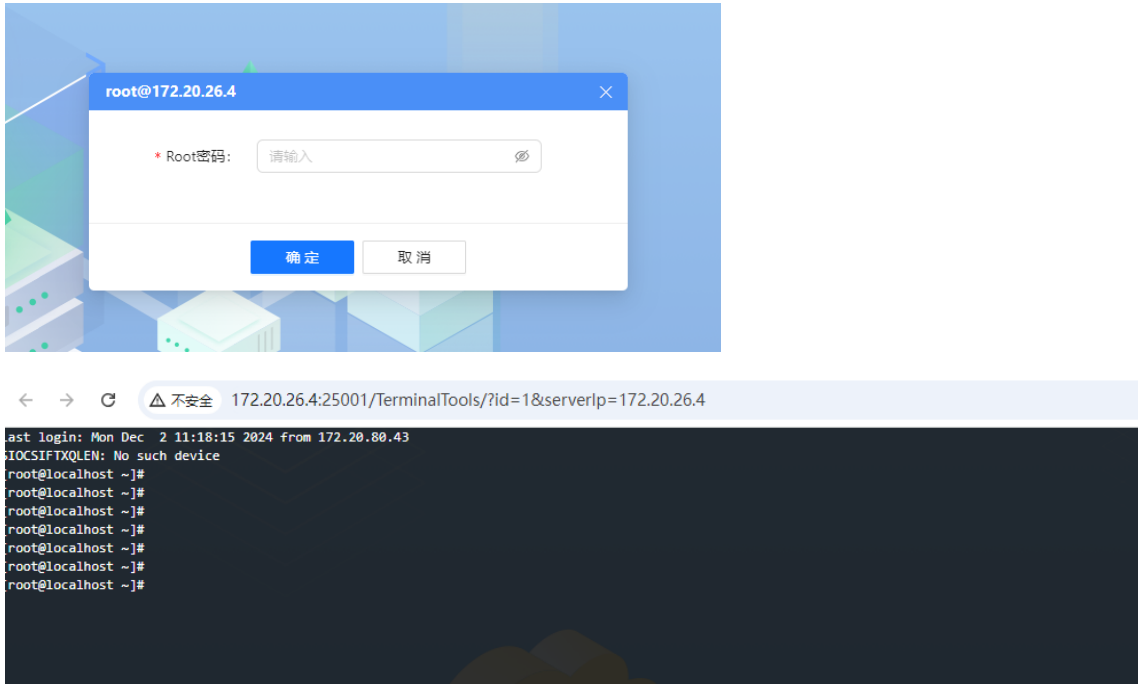 root@172.20.26.4
* Root密码:
请输入
确定
取消
不安全 172.20.26.4:25001/TerminalTools/?id=1&serverIp=172.20.26.4
ast login: Mon Dec  2 11:18:15 2024 from 172.20.80.43
SIOCSIFTXQLEN: No such device
[root@localhost ~]#
[root@localhost ~]#
[root@localhost ~]#
[root@localhost ~]#
[root@localhost ~]#
[root@localhost ~]#
[root@localhost ~]#